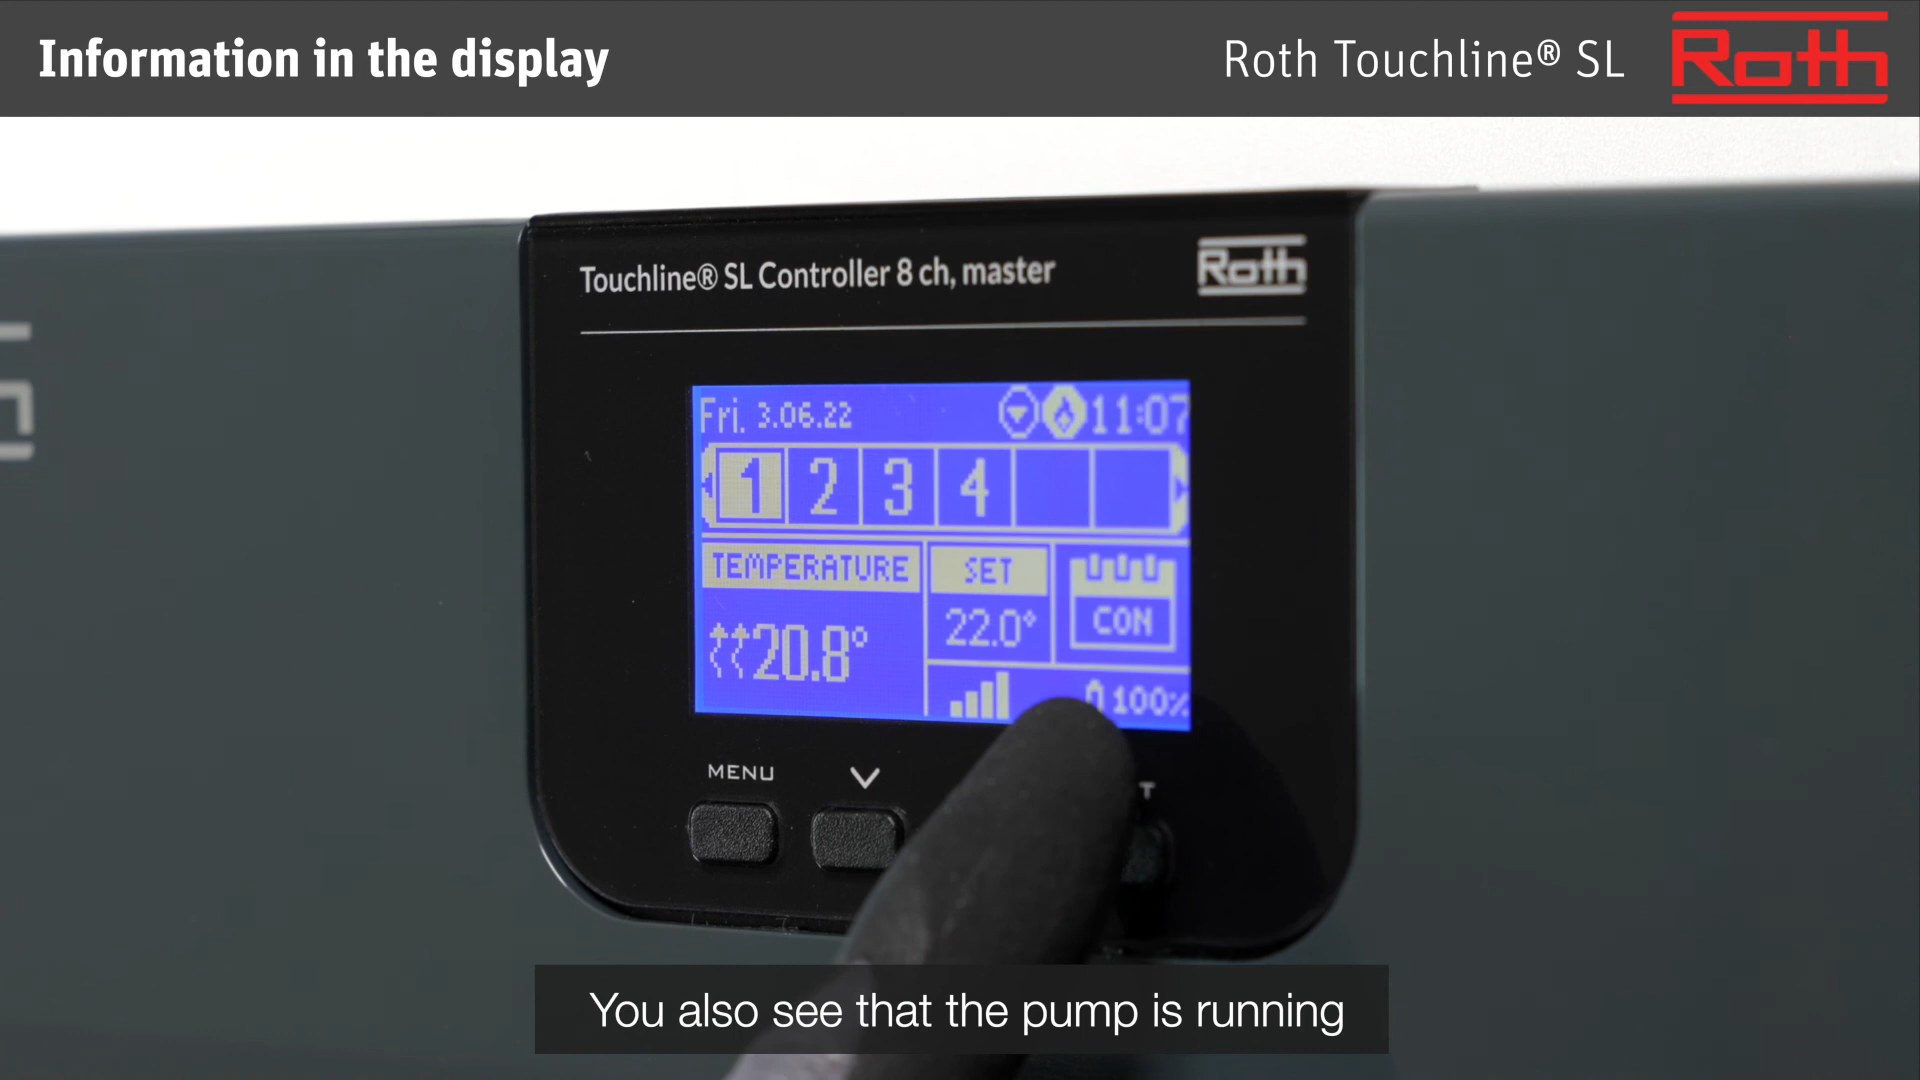 Information in the display
Roth Touchline® SL
Roth
Touchline® SL Controller 8 ch, master
Roth
Fri. 3.06.22
11:07
1 2 3 4
TEMPERATURE
SET
20.8°
22.0°
CON
100%
MENU
T
You also see that the pump is running